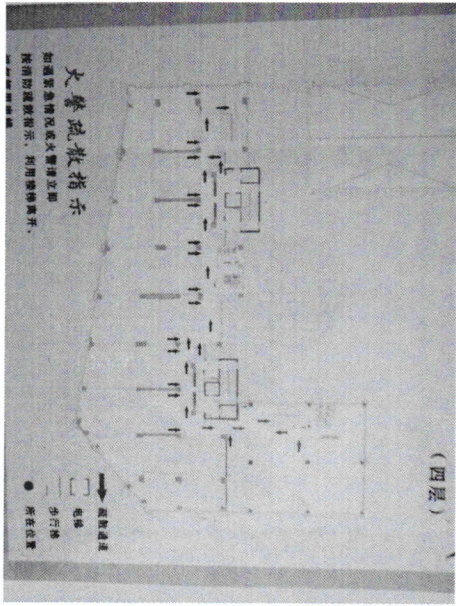 (四层)
火警疏散指示
如遇紧急情况或火警请立即
按消防疏散指示,利用楼梯离开。
疏散通道
电梯
步行梯
所在位置